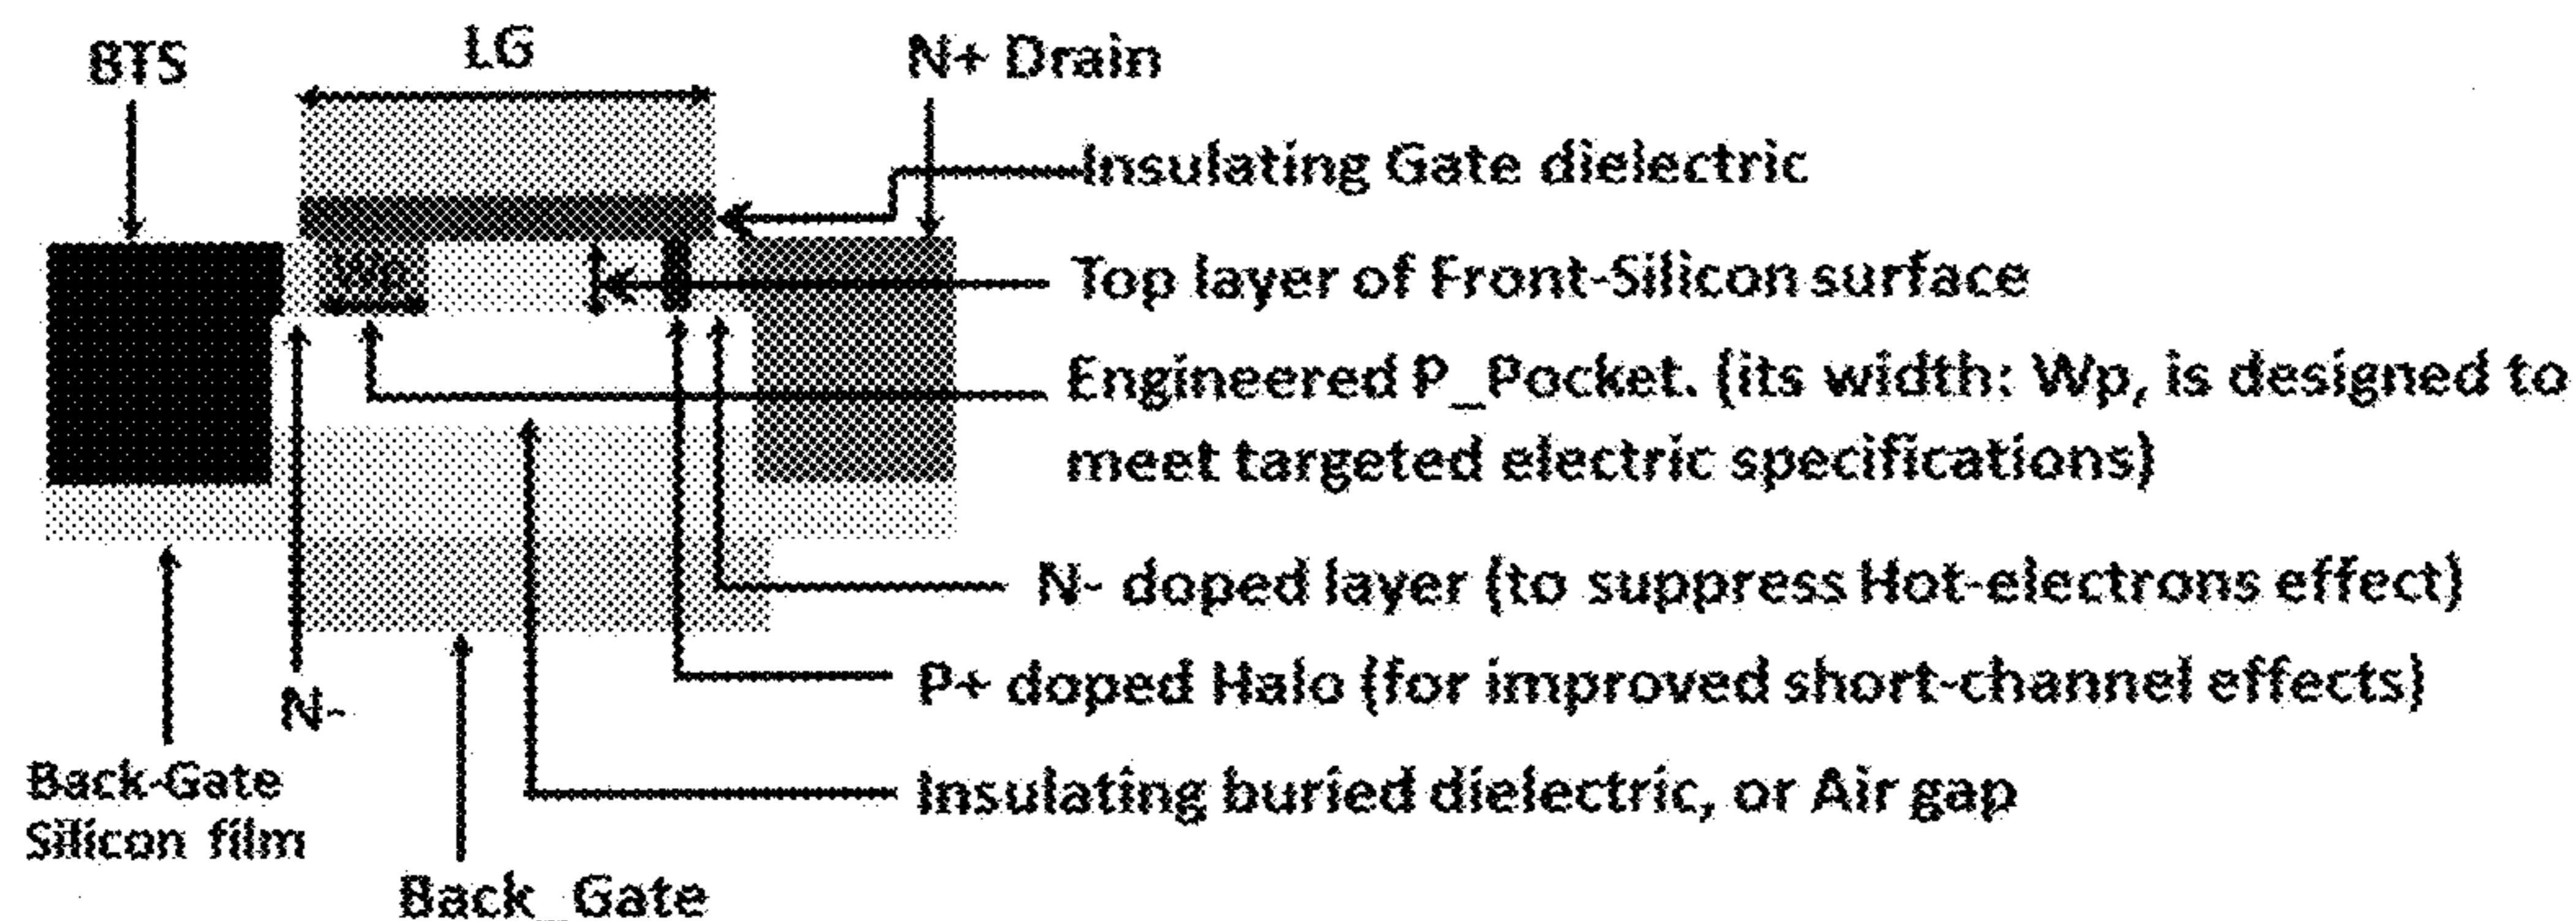 BTS
LG
N+ Drain
Insulating Gate dielectric
Wp
Top layer of Front-Silicon surface
Engineered P_Pocket. (its width: Wp, is designed to
meet targeted electric specifications)
N- doped layer (to suppress Hot-electrons effect)
P+ doped Halo (for improved short-channel effects)
N-
Insulating buried dielectric, or Air gap
Back-Gate
Silicon film
Back_Gate